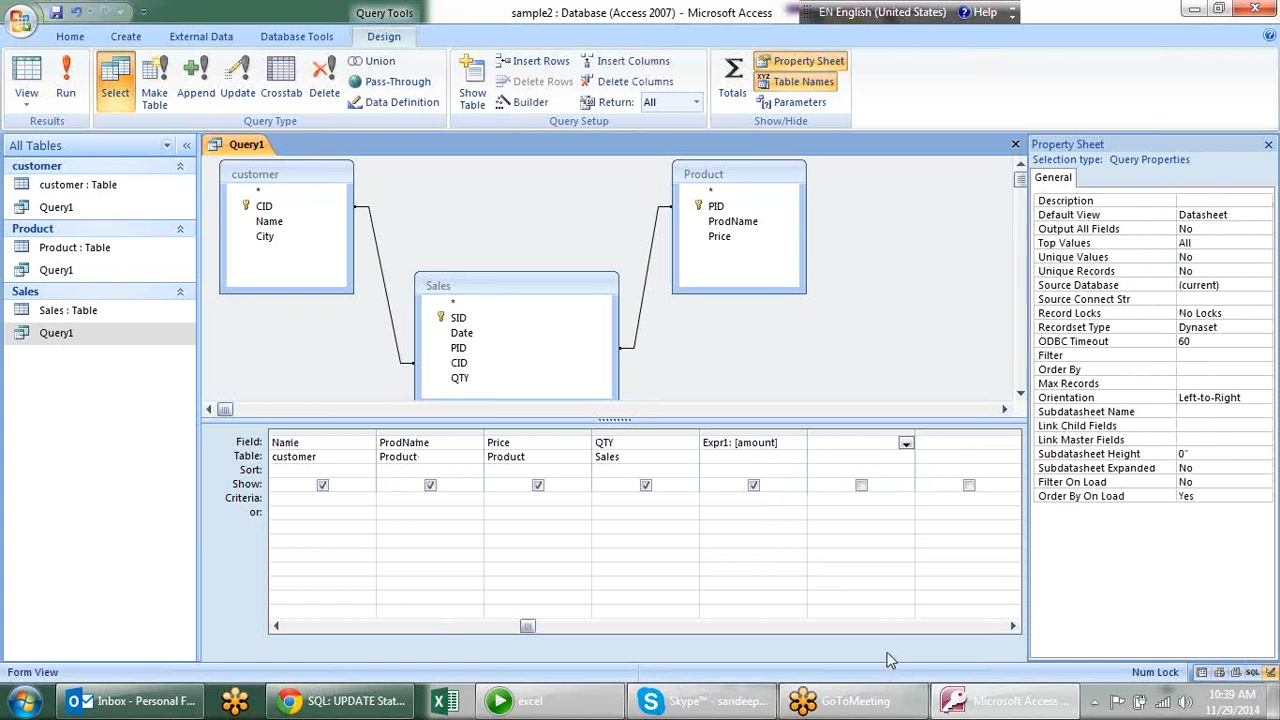 Query Tools
sample2 : Database (Access 2007) - Microsoft Access
EN English (United States)
Help
Home
Create
External Data
Database Tools
Design
View
Run
Results
Select
Make Table
Append
Update
Crosstab
Delete
Union
Pass-Through
Data Definition
Query Type
Show Table
Insert Rows
Delete Rows
Builder
Insert Columns
Delete Columns
Return: All
Query Setup
Totals
Property Sheet
Table Names
Parameters
Show/Hide
All Tables
customer
customer : Table
Query1
Product
Product : Table
Query1
Sales
Sales : Table
Query1
Query1
customer
*
CID
Name
City
Sales
*
SID
Date
PID
CID
QTY
Product
*
PID
ProdName
Price
Field: Name ProdName Price QTY Expr1: [amount]
Table: customer Product Product Sales
Sort:
Show:
Criteria:
or:
Property Sheet
Selection type: Query Properties
General
Description
Default View Datasheet
Output All Fields No
Top Values All
Unique Values No
Unique Records No
Source Database (current)
Source Connect Str
Record Locks No Locks
Recordset Type Dynaset
ODBC Timeout 60
Filter
Order By
Max Records
Orientation Left-to-Right
Subdatasheet Name
Link Child Fields
Link Master Fields
Subdatasheet Height 0"
Subdatasheet Expanded No
Filter On Load No
Order By On Load Yes
Form View
Num Lock
SQL
Inbox - Personal F...
SQL: UPDATE Stat...
excel
Skype™ - sandeep...
GoToMeeting
Microsoft Access ...
10:39 AM
11/29/2014